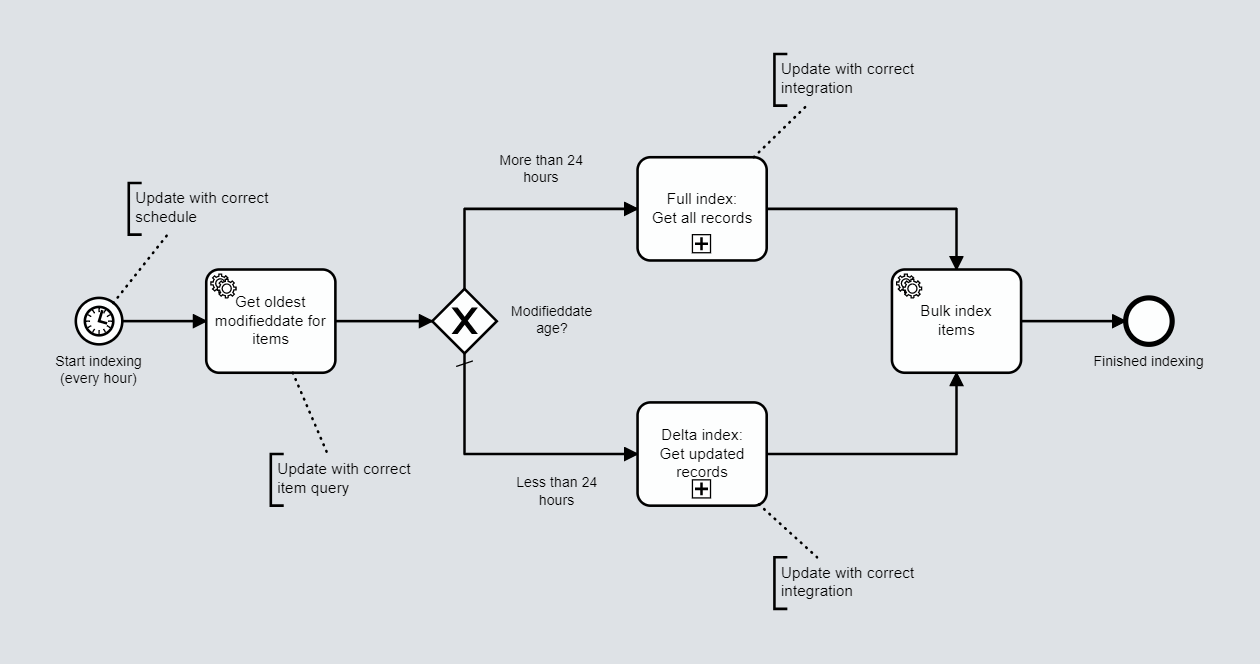 Update with correct
integration
More than 24
hours
Full index:
Get all records
Update with correct
schedule
Start indexing
(every hour)
Get oldest
modifieddate for
items
Modifieddate
age?
Bulk index
items
Finished indexing
Update with correct
item query
Less than 24
hours
Delta index:
Get updated
records
Update with correct
integration